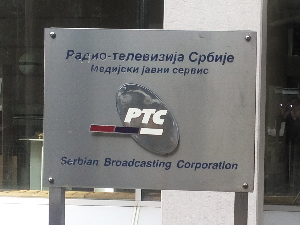 Радио-телевизија Србије
Медијски јавни сервис
РТС
Serbian Broadcasting Corporation